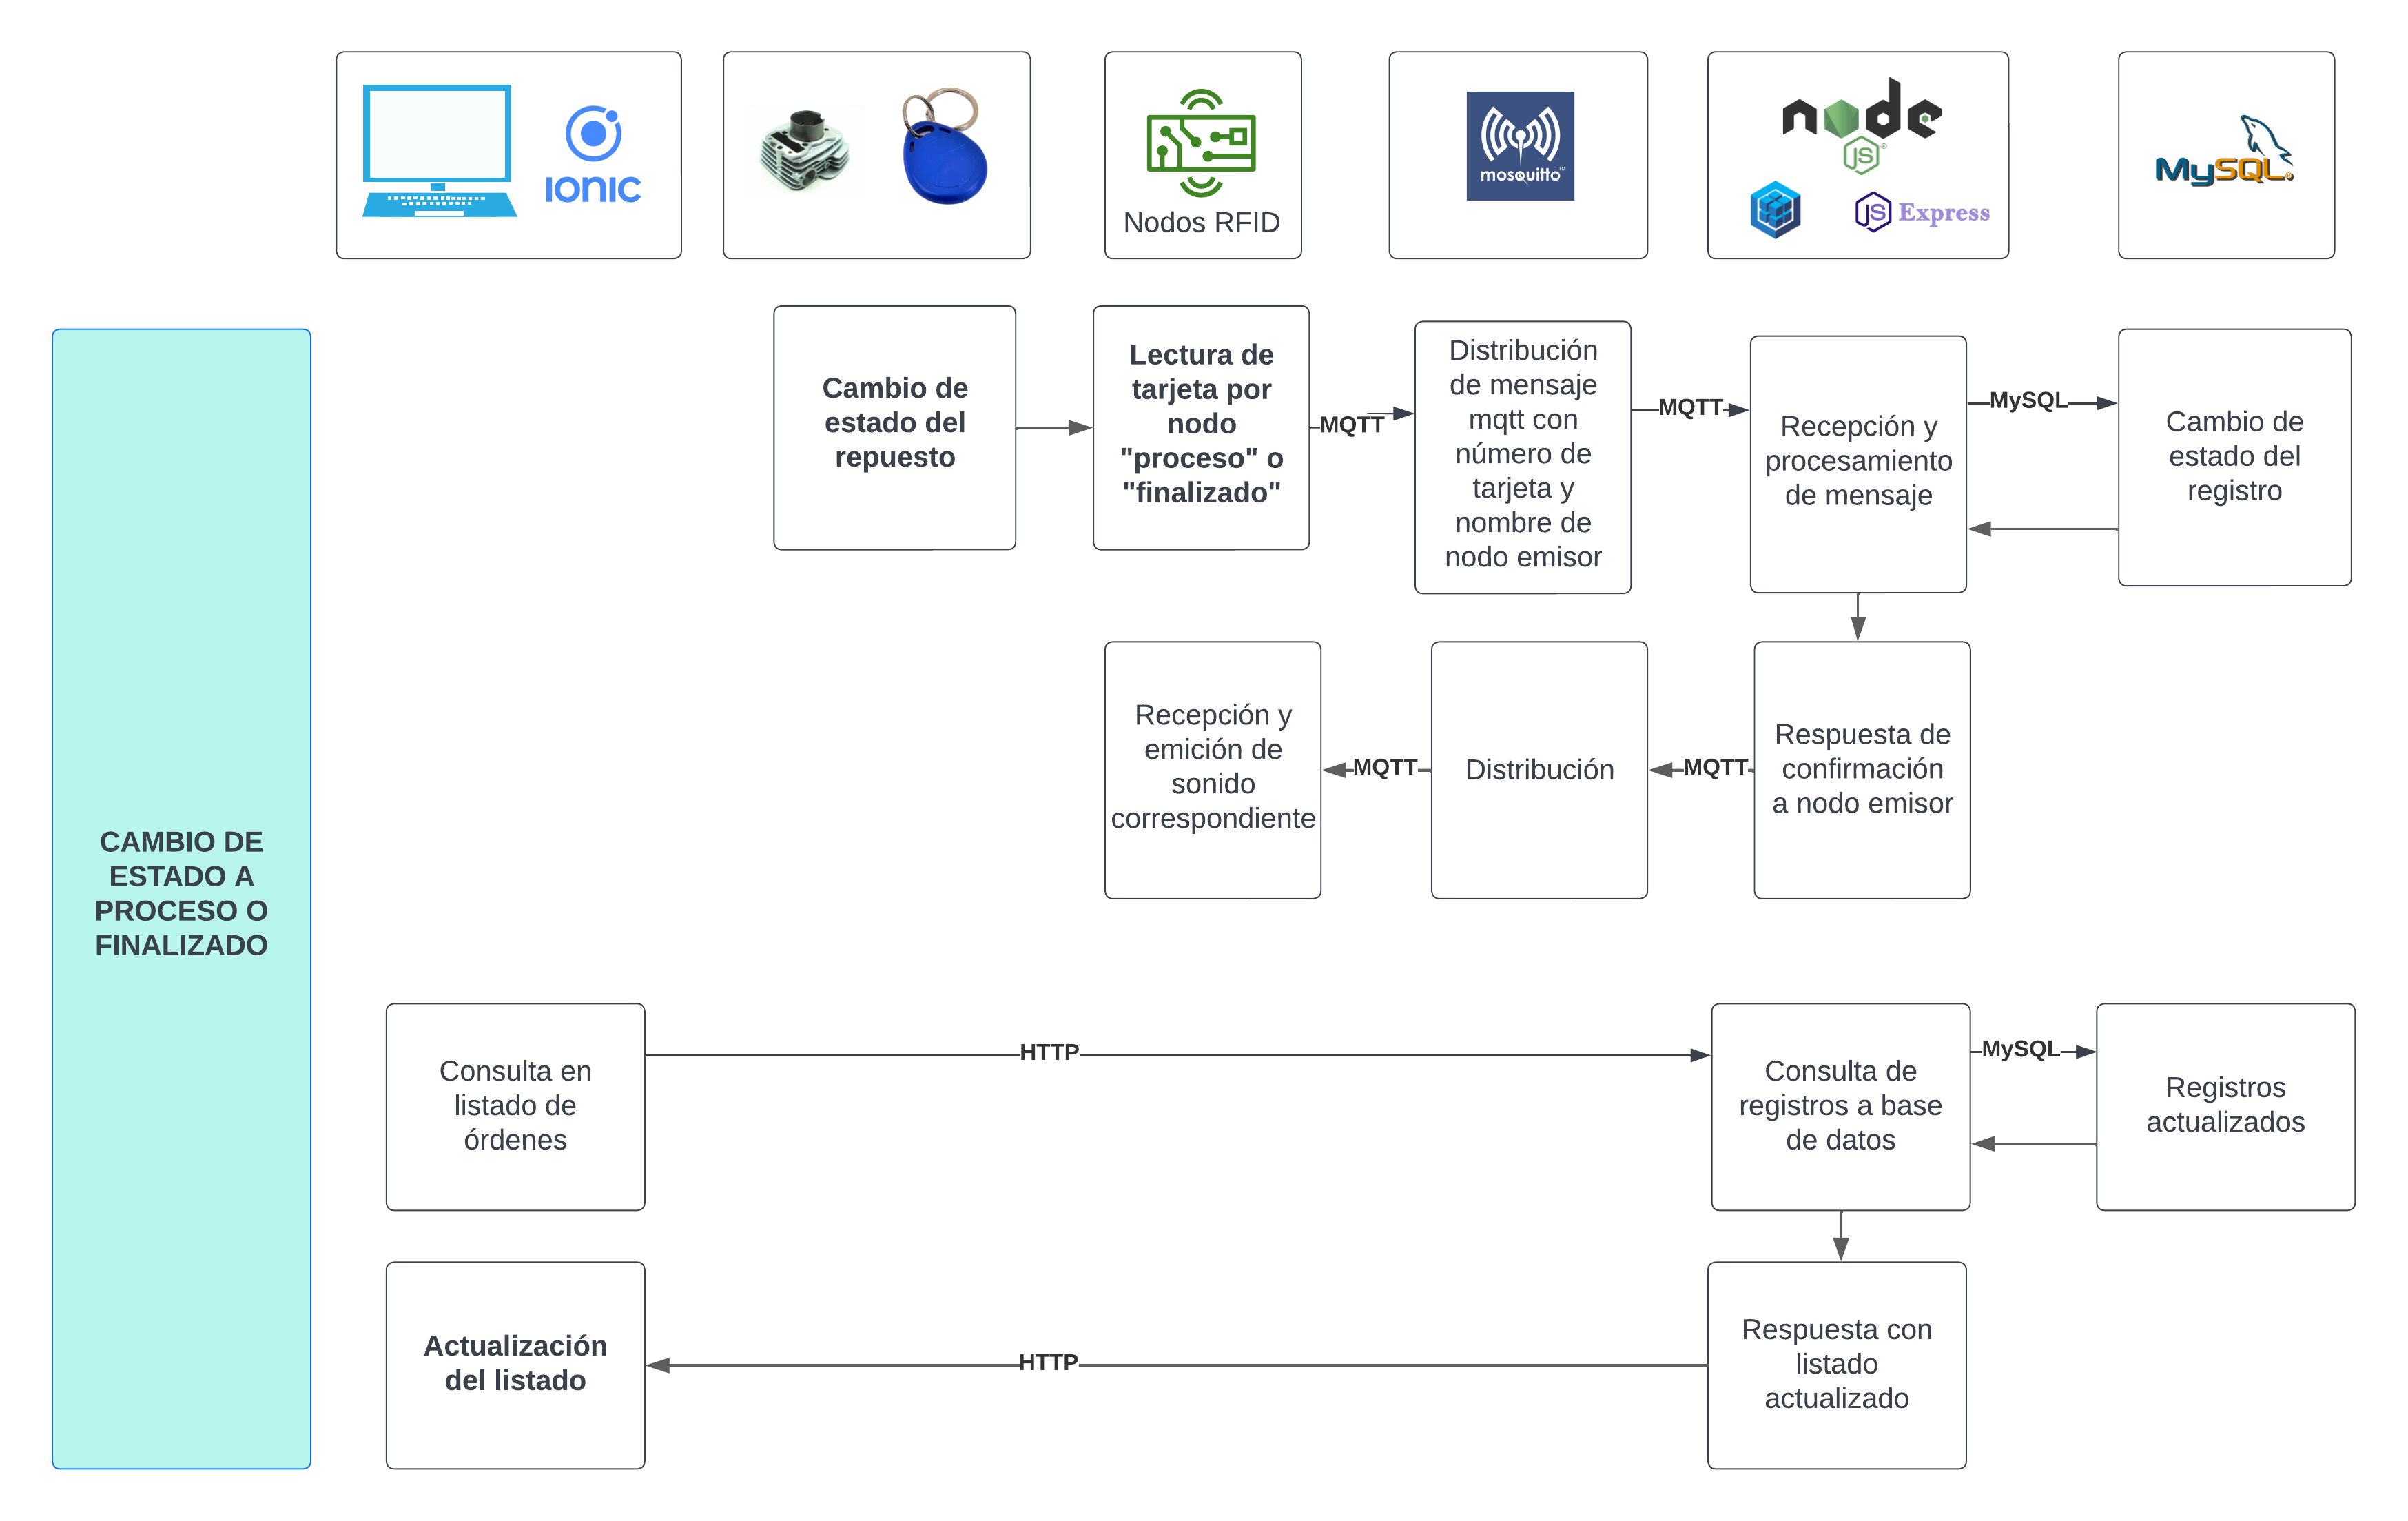 IONIC
Nodos RFID
mosquitto™
node
JS®
JS Express
MySQL®
CAMBIO DE
ESTADO A
PROCESO O
FINALIZADO
Cambio de
estado del
repuesto
Lectura de
tarjeta por
nodo
"proceso" o
"finalizado"
MQTT
Distribución
de mensaje
mqtt con
número de
tarjeta y
nombre de
nodo emisor
MQTT
Recepción y
procesamiento
de mensaje
MySQL
Cambio de
estado del
registro
Recepción y
emición de
sonido
correspondiente
MQTT
Distribución
MQTT
Respuesta de
confirmación
a nodo emisor
Consulta en
listado de
órdenes
HTTP
Consulta de
registros a base
de datos
MySQL
Registros
actualizados
Actualización
del listado
HTTP
Respuesta con
listado
actualizado